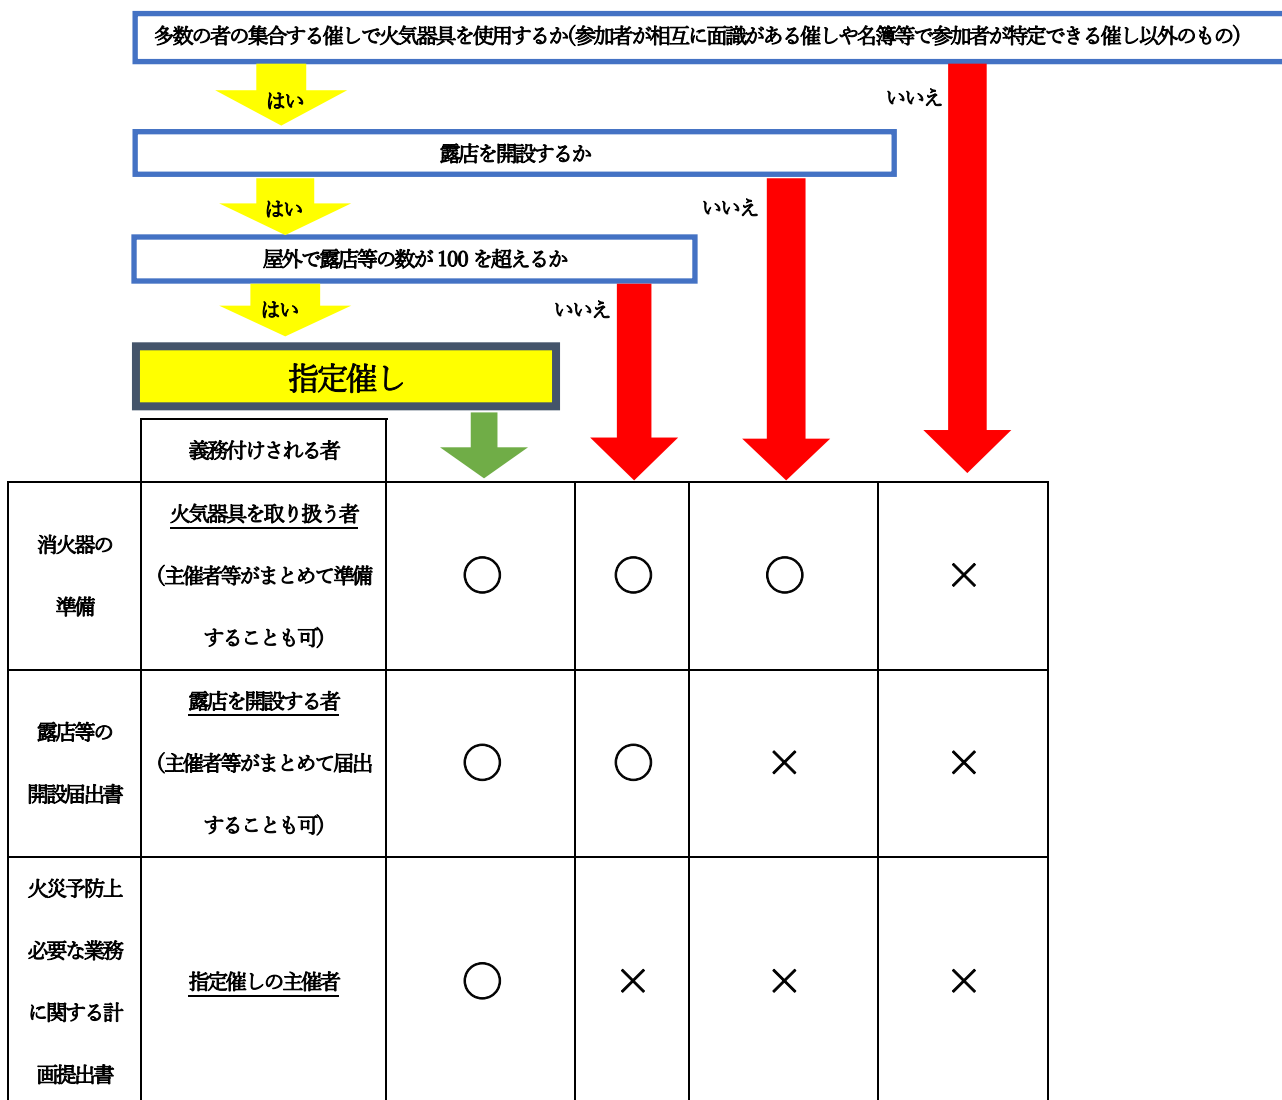 多数の者の集合する催しで火気器具を使用するか(参加者が相互に面識がある催しや名簿等で参加者が特定できる催し以外のもの)
はい
いいえ
露店を開設するか
はい
いいえ
屋外で露店等の数が 100 を超えるか
はい
いいえ
指定催し
義務付けされる者
消火器の
準備
火気器具を取り扱う者
(主催者等がまとめて準備
することも可)
〇 〇 〇 ×
露店等の
開設届出書
露店を開設する者
(主催者等がまとめて届出
することも可)
〇 〇 × ×
火災予防上
必要な業務
に関する計
画提出書
指定催しの主催者
〇 × × ×